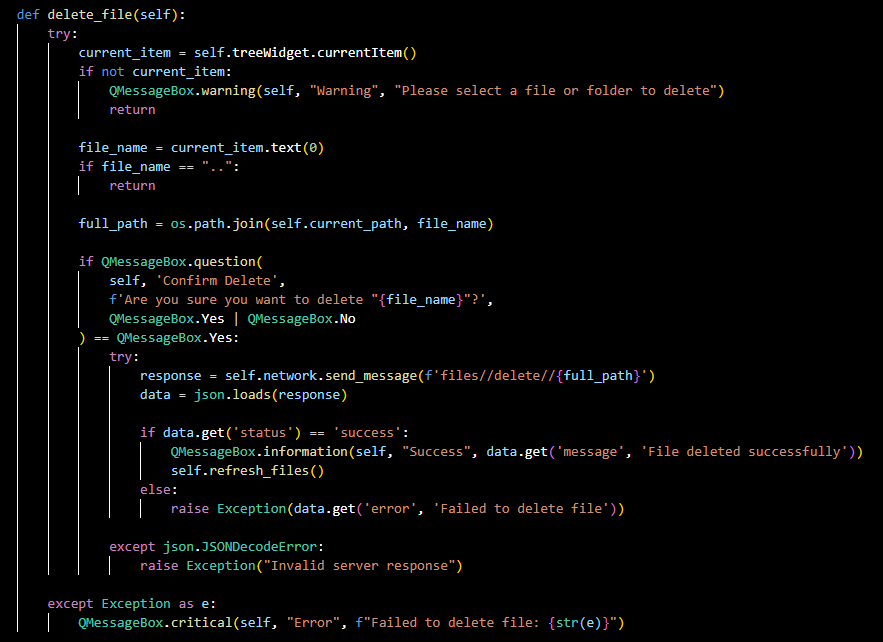 def delete_file(self):
    try:
        current_item = self.treeWidget.currentItem()
        if not current_item:
            QMessageBox.warning(self, "Warning", "Please select a file or folder to delete")
            return

        file_name = current_item.text(0)
        if file_name == "..":
            return

        full_path = os.path.join(self.current_path, file_name)

        if QMessageBox.question(
            self, 'Confirm Delete',
            f'Are you sure you want to delete "{file_name}"?',
            QMessageBox.Yes | QMessageBox.No
        ) == QMessageBox.Yes:
            try:
                response = self.network.send_message(f'files//delete//{full_path}')
                data = json.loads(response)

                if data.get('status') == 'success':
                    QMessageBox.information(self, "Success", data.get('message', 'File deleted successfully'))
                    self.refresh_files()
                else:
                    raise Exception(data.get('error', 'Failed to delete file'))

            except json.JSONDecodeError:
                raise Exception("Invalid server response")

    except Exception as e:
        QMessageBox.critical(self, "Error", f"Failed to delete file: {str(e)}")